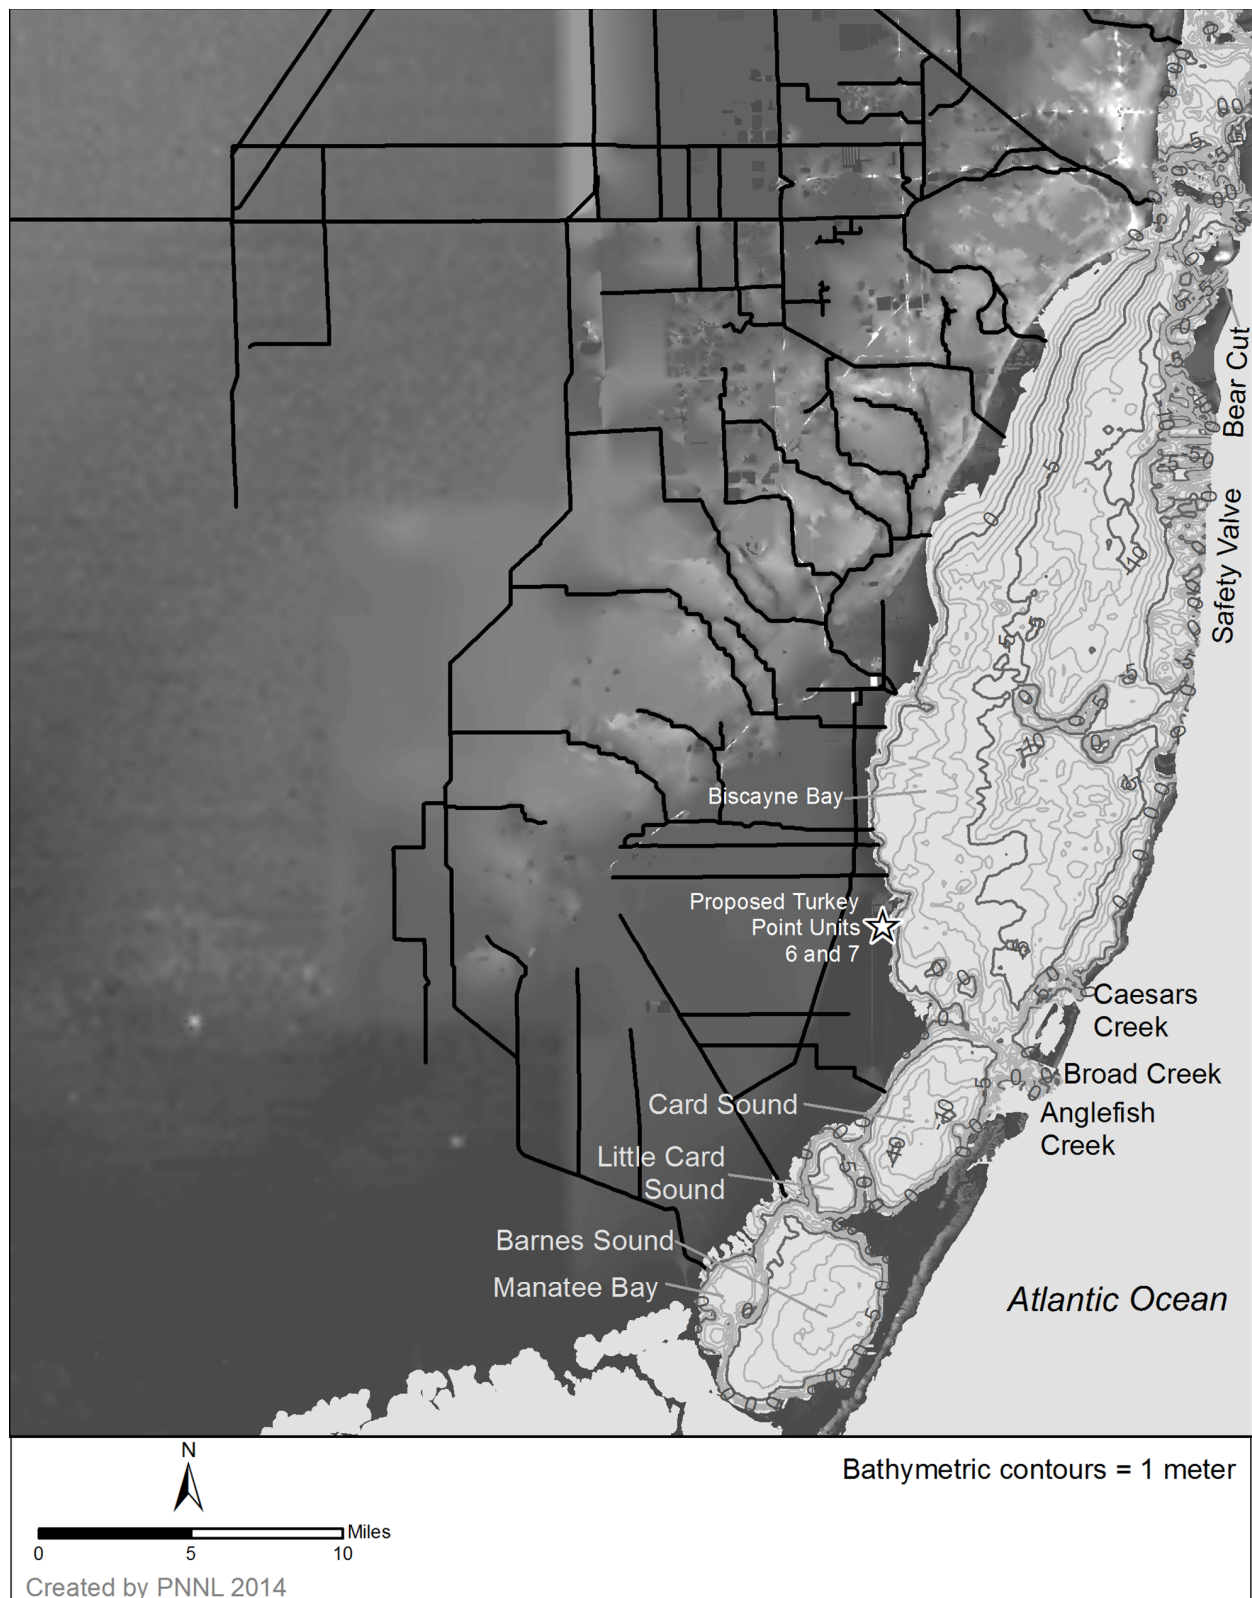 Bear Cut
Safety Valve
Biscayne Bay
Proposed Turkey
Point Units
6 and 7
Caesars
Creek
Broad Creek
Anglefish
Creek
Card Sound
Little Card
Sound
Barnes Sound
Manatee Bay
Atlantic Ocean
N
Bathymetric contours = 1 meter
Miles
0 5 10
Created by PNNL 2014